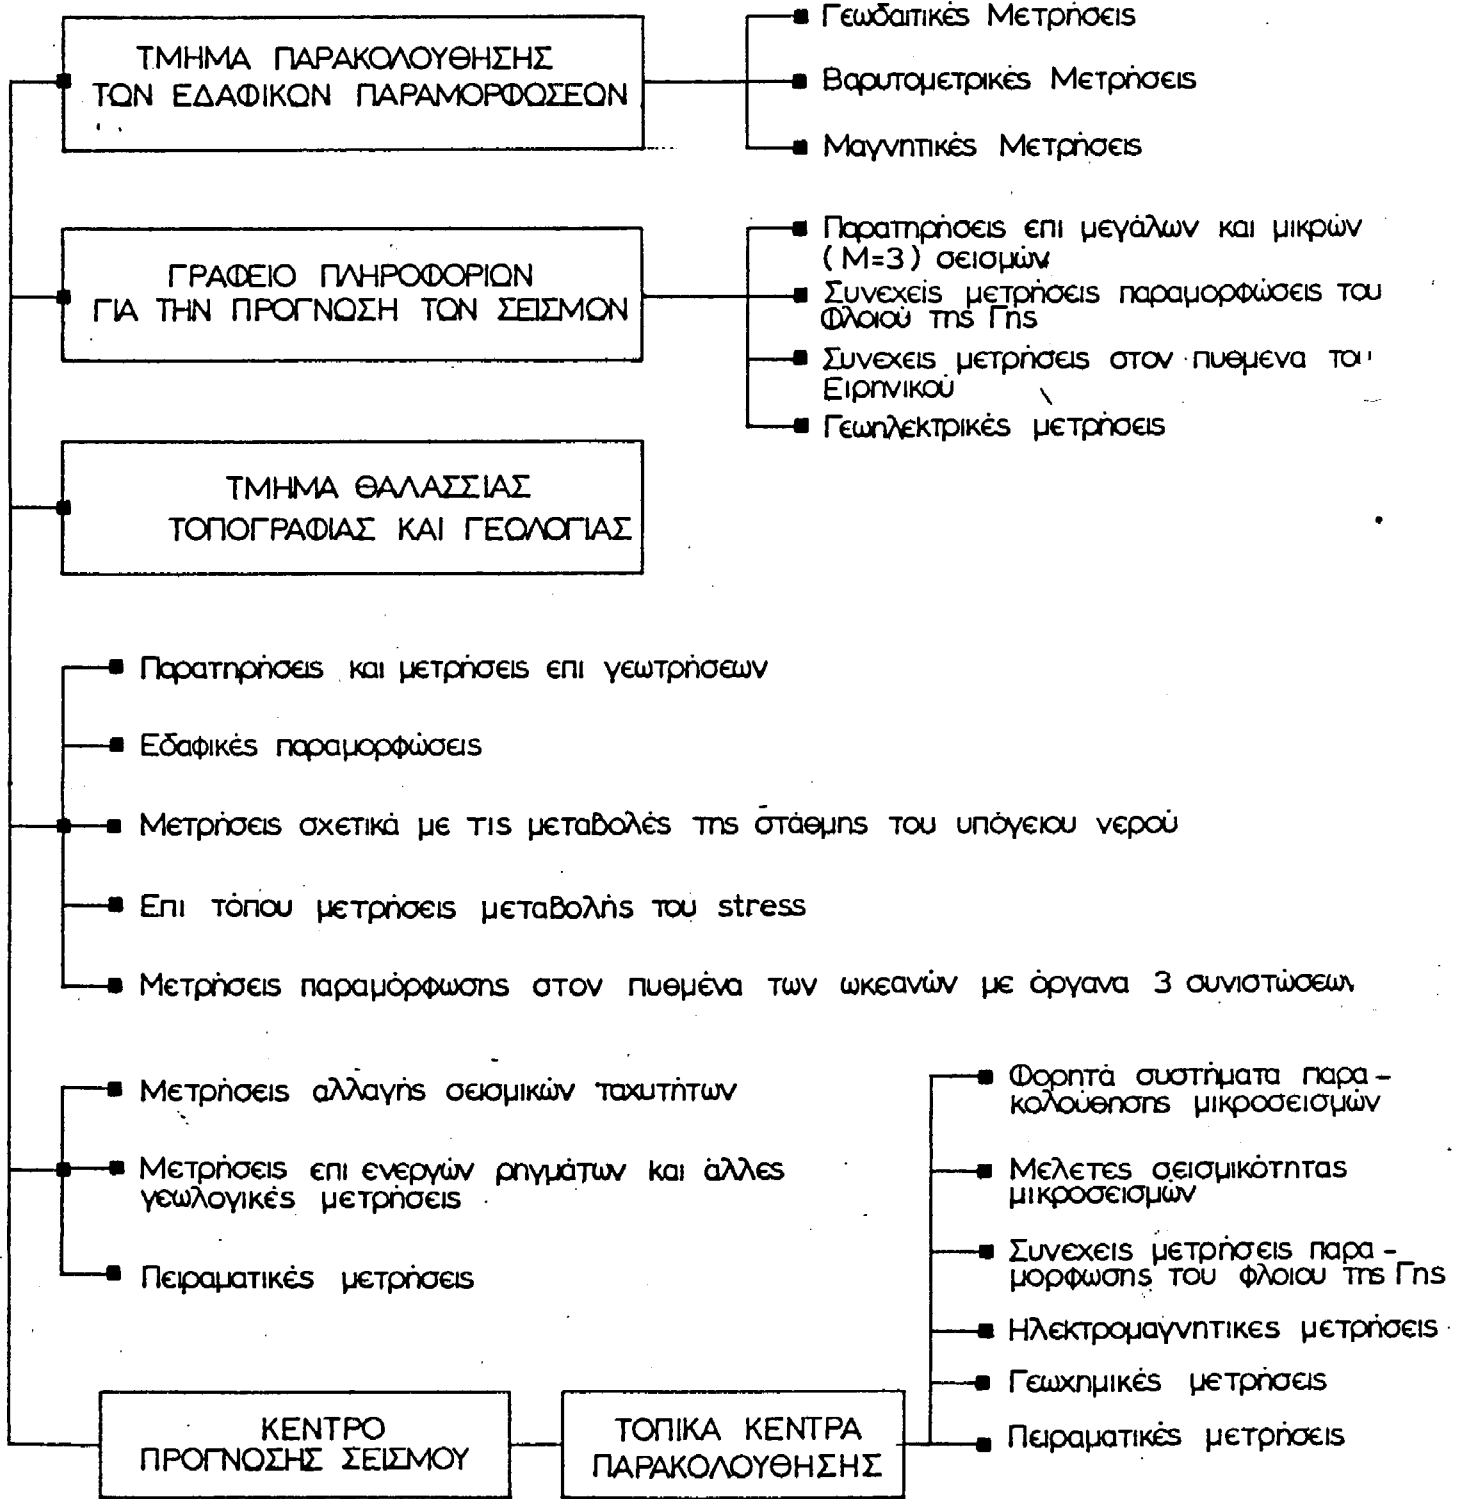 ΤΜΗΜΑ ΠΑΡΑΚΟΛΟΥΘΗΣΗΣ
ΤΩΝ ΕΔΑΦΙΚΩΝ ΠΑΡΑΜΟΡΦΩΣΕΩΝ
Γεωδαιτικές Μετρήσεις
Βαρυτομετρικές Μετρήσεις
Μαγνητικές Μετρήσεις
ΓΡΑΦΕΙΟ ΠΛΗΡΟΦΟΡΙΩΝ
ΓΙΑ ΤΗΝ ΠΡΟΓΝΩΣΗ ΤΩΝ ΣΕΙΣΜΩΝ
Παρατηρήσεις επι μεγάλων και μικρών
(Μ=3) σεισμών
Συνεχείς μετρήσεις παραμορφώσεις του
Φλοιού της Γης
Συνεχεις μετρήσεις στον πυθμενα του
Ειρηνικού
Γεωηλεκτρικές μετρήσεις
ΤΜΗΜΑ ΘΑΛΑΣΣΙΑΣ
ΤΟΠΟΓΡΑΦΙΑΣ ΚΑΙ ΓΕΩΛΟΓΙΑΣ
Παρατηρήσεις και μετρήσεις επι γεωτρήσεων
Εδαφικές παραμορφώσεις
Μετρήσεις σχετικά με τις μεταβολές της στάθμης του υπόγειου νερού
Επι τόπου μετρήσεις μεταβολής του stress
Μετρήσεις παραμόρφωσης στον πυθμένα των ωκεανών με όργανα 3 συνιστώσεων
Μετρήσεις αλλαγής σεισμικών ταχυτήτων
Μετρήσεις επι ενεργών ρηγμάτων και άλλες
γεωλογικές μετρήσεις
Πειραματικές μετρήσεις
ΚΕΝΤΡΟ
ΠΡΟΓΝΩΣΗΣ ΣΕΙΣΜΟΥ
ΤΟΠΙΚΑ ΚΕΝΤΡΑ
ΠΑΡΑΚΟΛΟΥΘΗΣΗΣ
Φορητά συστήματα παρα-
κολούθησης μικροσεισμών
Μελετες σεισμικότητας
μικροσεισμών
Συνεχεις μετρήσεις παρα-
μορφωσης του φλοιου της Γης
Ηλεκτρομαγνητικες μετρήσεις
Γεωχημικές μετρήσεις
Πειραματικές μετρήσεις